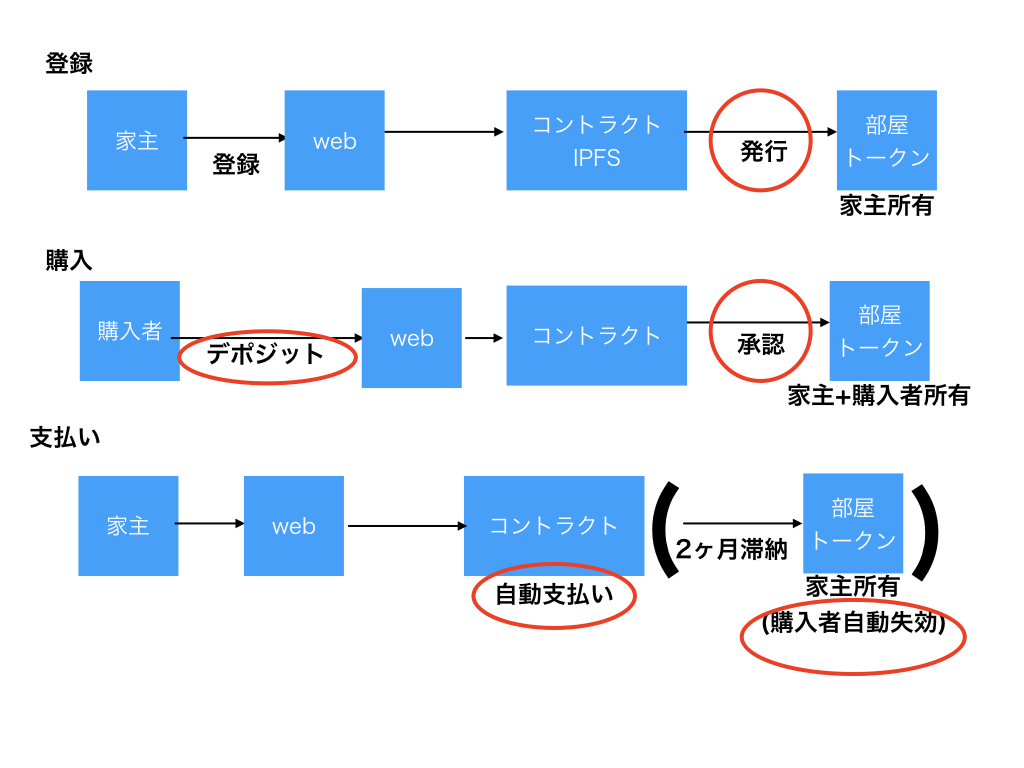 登録
家主
登録
web
コントラクト
IPFS
発行
部屋
トークン
家主所有
購入
購入者
デポジット
web
コントラクト
承認
部屋
トークン
家主+購入者所有
支払い
家主
web
コントラクト
自動支払い
(
2ヶ月滞納
部屋
トークン
)
家主所有
(購入者自動失効)